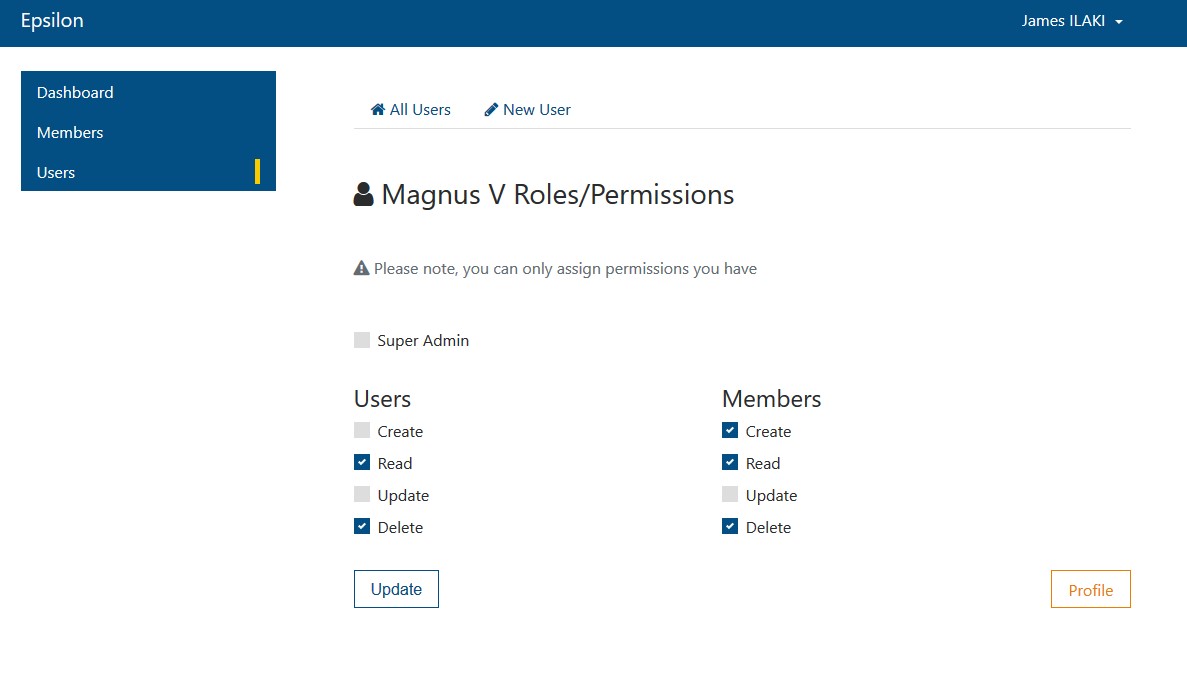 Epsilon
James ILAKI
Dashboard
Members
Users
All Users
New User
Magnus V Roles/Permissions
Please note, you can only assign permissions you have
Super Admin
Users
Create
Read
Update
Delete
Members
Create
Read
Update
Delete
Update
Profile